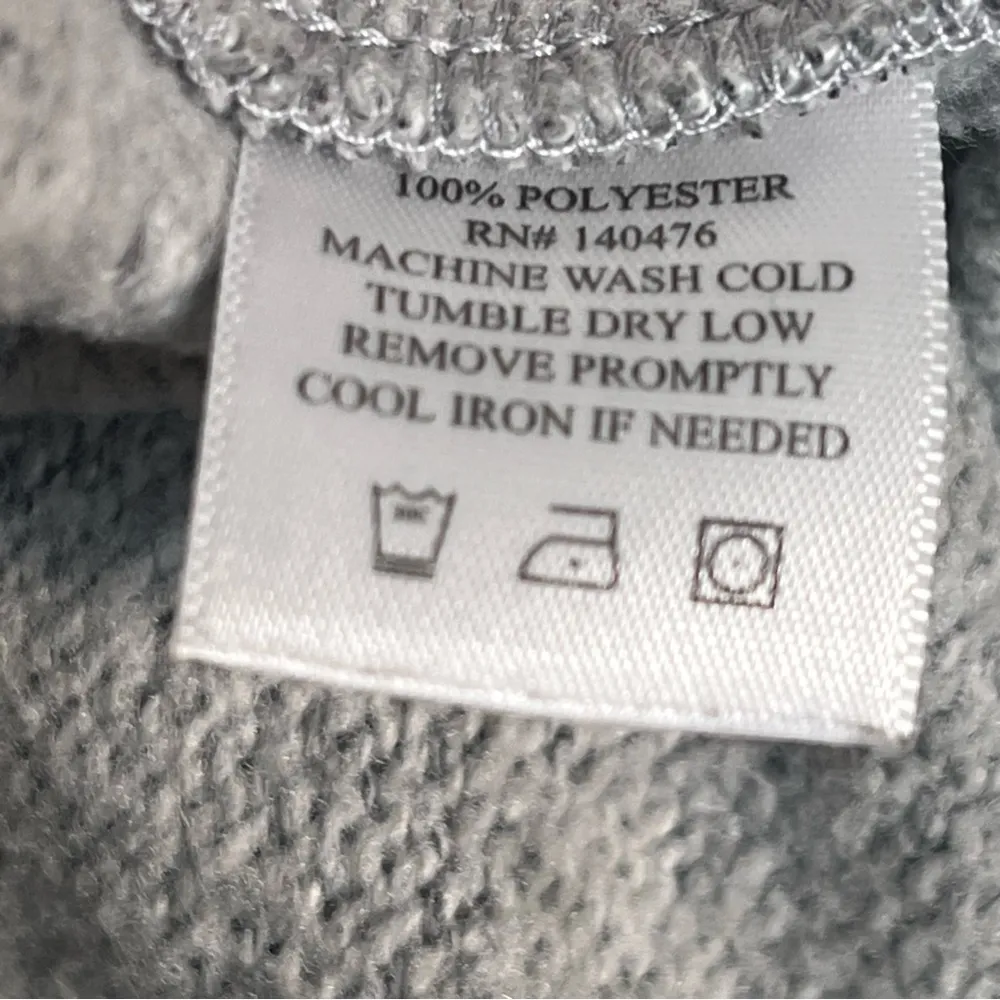 100% POLYESTER
RN# 140476
MACHINE WASH COLD
TUMBLE DRY LOW
REMOVE PROMPTLY
COOL IRON IF NEEDED